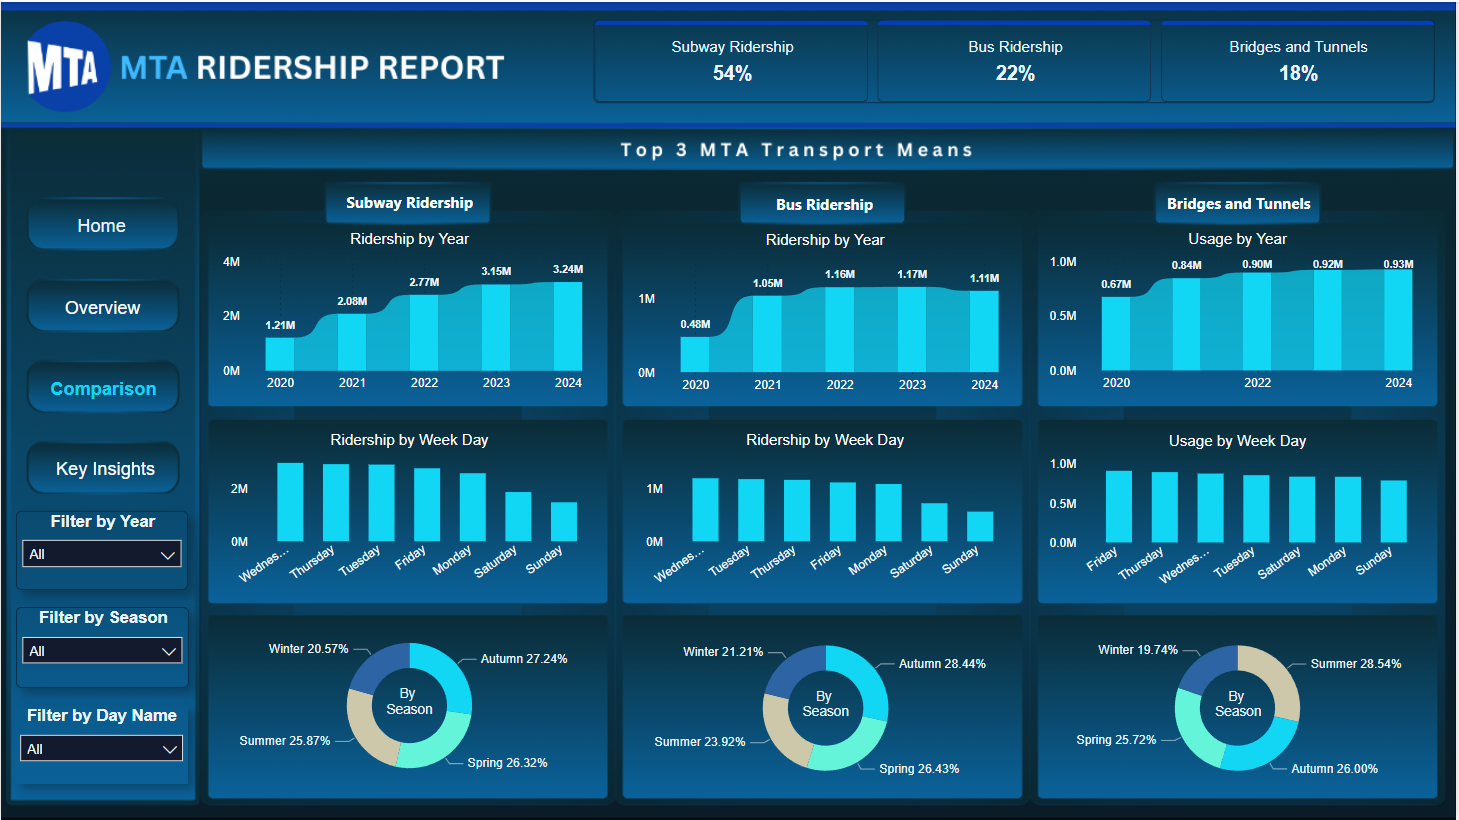 MTA
MTA RIDERSHIP REPORT
Subway Ridership
54%
Bus Ridership
22%
Bridges and Tunnels
18%
Top 3 MTA Transport Means
Home
Overview
Comparison
Key Insights
Filter by Year
All
Filter by Season
All
Filter by Day Name
All
Subway Ridership
Ridership by Year
4M
2M
0M
1.21M
2.08M
2.77M
3.15M
3.24M
2020
2021
2022
2023
2024
Ridership by Week Day
2M
0M
Wednes...
Thursday
Tuesday
Friday
Monday
Saturday
Sunday
Winter 20.57%
Autumn 27.24%
By
Season
Summer 25.87%
Spring 26.32%
Bus Ridership
Ridership by Year
1M
0M
0.48M
1.05M
1.16M
1.17M
1.11M
2020
2021
2022
2023
2024
Ridership by Week Day
1M
0M
Wednes...
Tuesday
Thursday
Friday
Monday
Saturday
Sunday
Winter 21.21%
Autumn 28.44%
By
Season
Summer 23.92%
Spring 26.43%
Bridges and Tunnels
Usage by Year
1.0M
0.5M
0.0M
0.67M
0.84M
0.90M
0.92M
0.93M
2020
2022
2024
Usage by Week Day
1.0M
0.5M
0.0M
Friday
Thursday
Wednes...
Tuesday
Saturday
Monday
Sunday
Winter 19.74%
Summer 28.54%
By
Season
Spring 25.72%
Autumn 26.00%